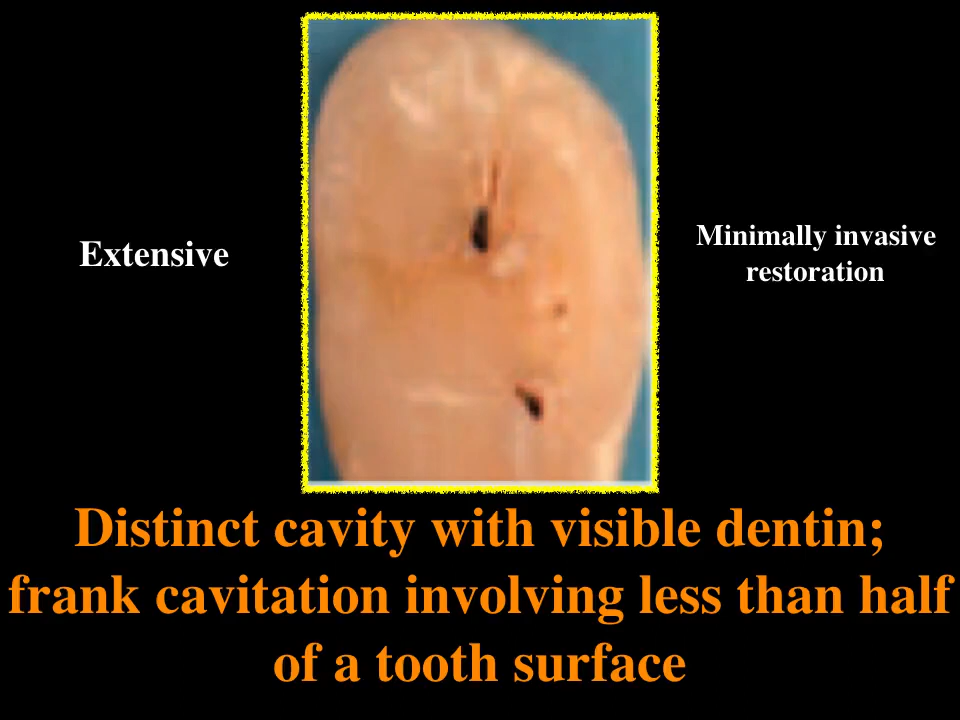 Extensive
Minimally invasive
restoration
Distinct cavity with visible dentin;
frank cavitation involving less than half
of a tooth surface